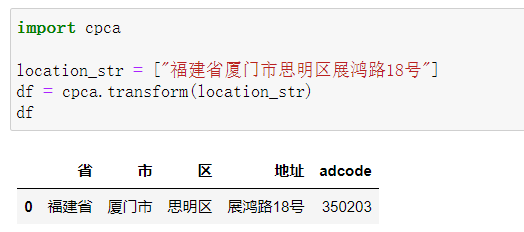 import cpca
location_str = ["福建省厦门市思明区展鸿路18号"]
df = cpca.transform(location_str)
df
省 市 区 地址 adcode
0 福建省 厦门市 思明区 展鸿路18号 350203